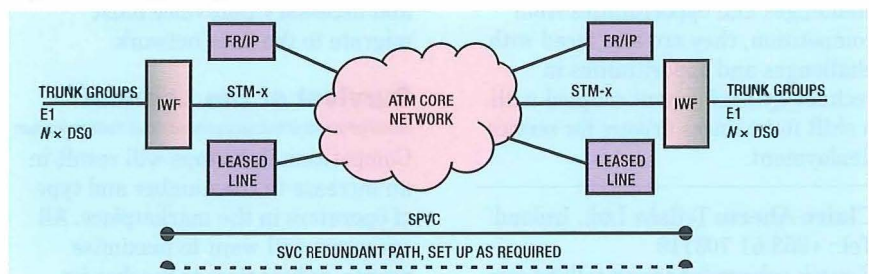 FR/IP
FR/IP
TRUNK GROUPS
E1
N × DS0
IWF
STM-x
ATM CORE
NETWORK
STM-x
IWF
TRUNK GROUPS
E1
N × DS0
LEASED
LINE
LEASED
LINE
SPVC
SVC REDUNDANT PATH, SET UP AS REQUIRED